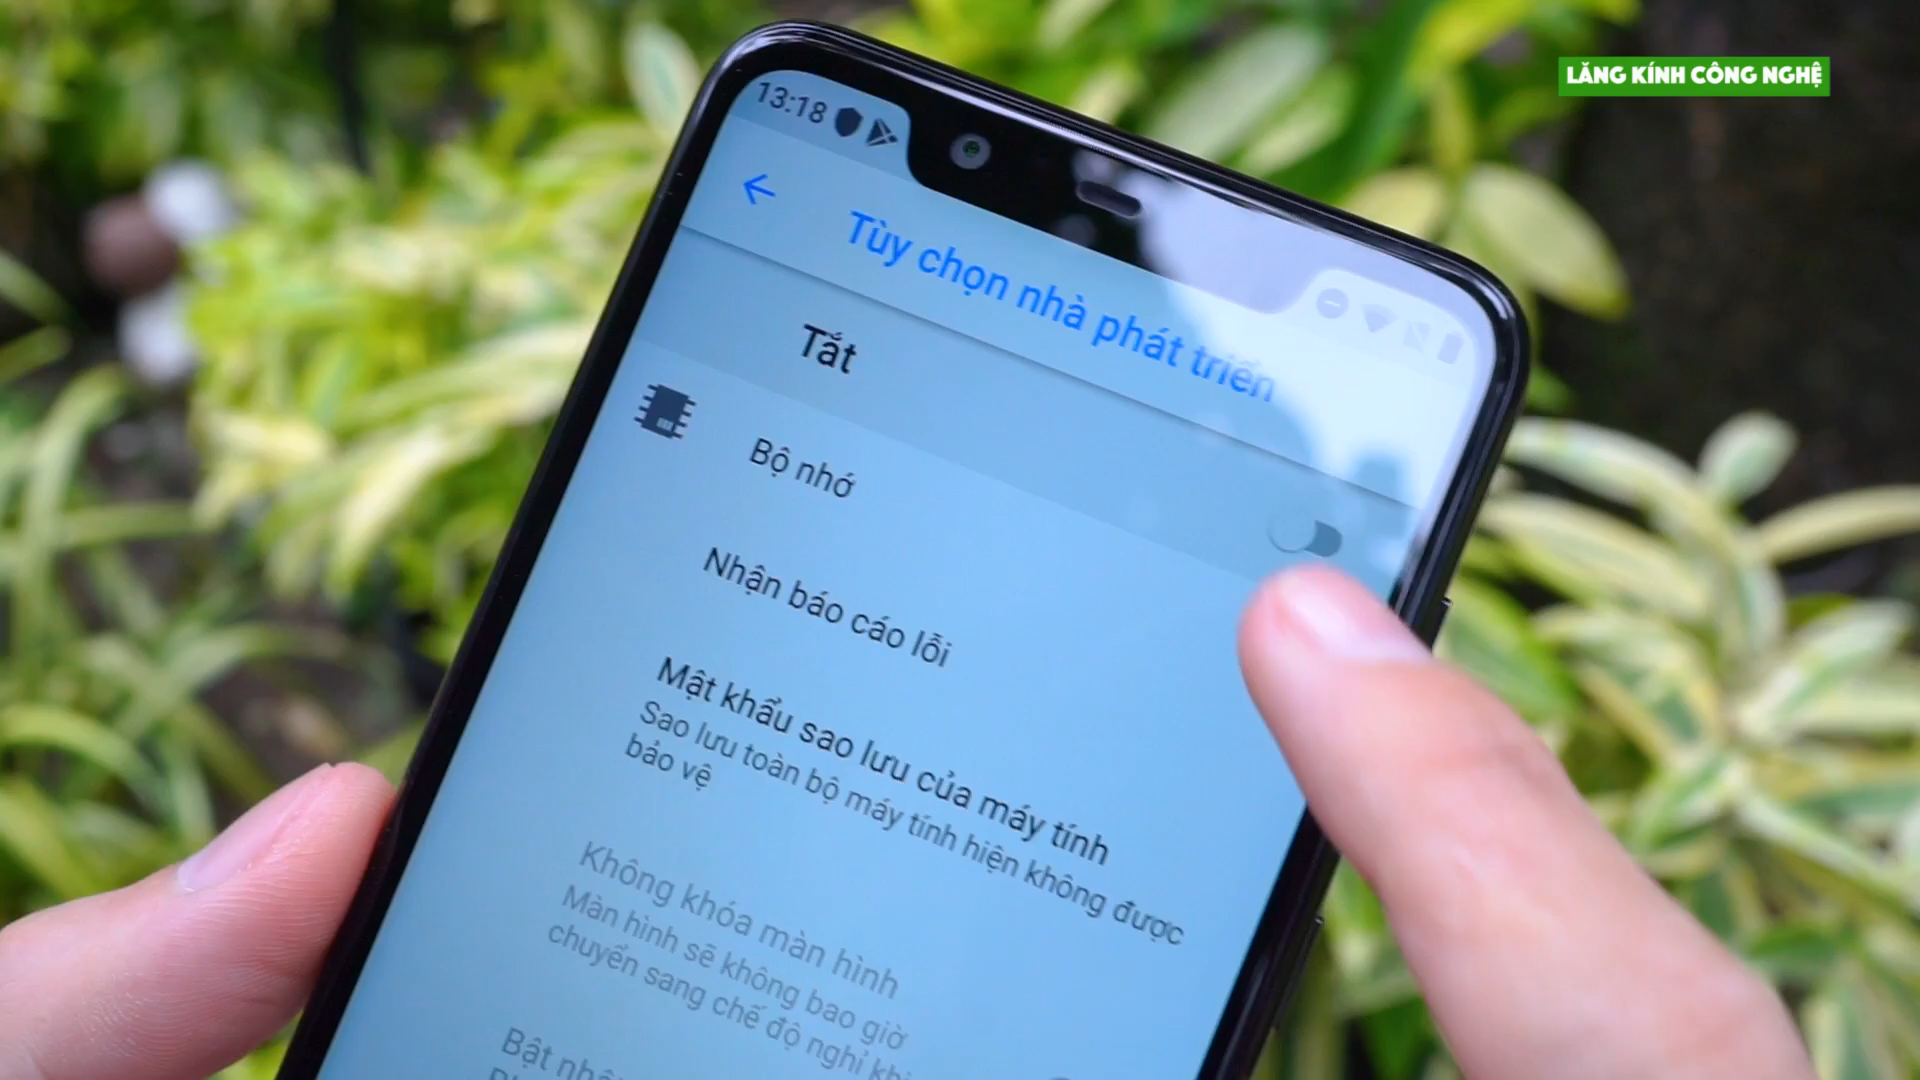 LĂNG KÍNH CÔNG NGHỆ
13:18
Tùy chọn nhà phát triển
Tắt
Bộ nhớ
Nhận báo cáo lỗi
Mật khẩu sao lưu của máy tính
Sao lưu toàn bộ máy tính hiện không được
bảo vệ
Không khóa màn hình
Màn hình sẽ không bao giờ
chuyển sang chế độ nghỉ khi
Bật